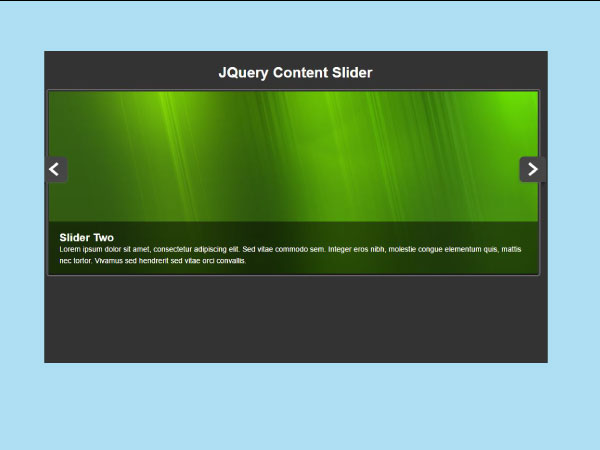 JQuery Content Slider
Slider Two
Lorem ipsum dolor sit amet, consectetur adipiscing elit. Sed vitae commodo sem. Integer eros nibh, molestie congue elementum quis, mattis
nec tortor. Vivamus sed hendrerit sed vitae orci convallis.